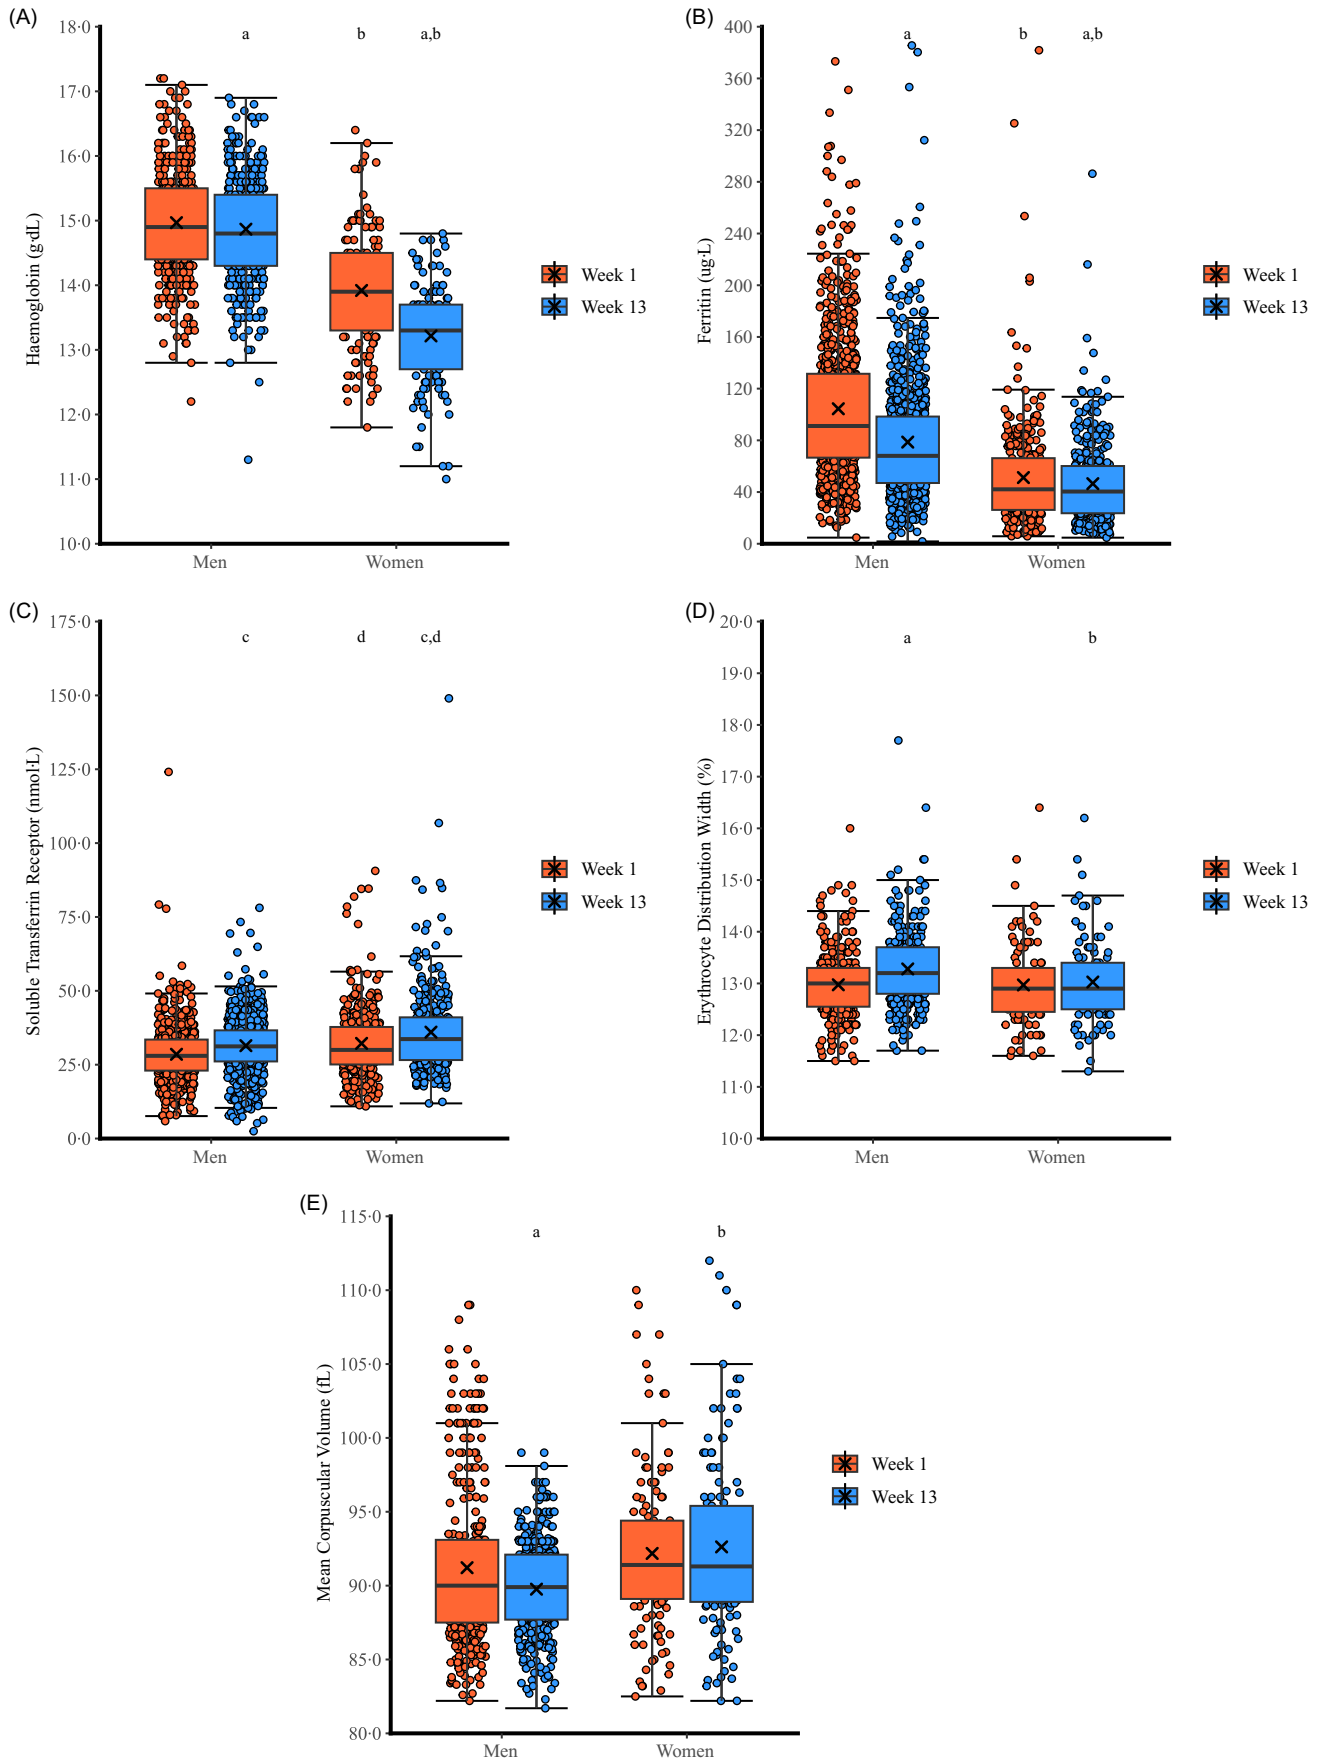 (A)
18·0
17·0
16·0
15·0
14·0
13·0
12·0
11·0
10·0
Haemoglobin (g·dL)
a
b
a,b
Men
Women
Week 1
Week 13
(B)
400
360
320
280
240
200
160
120
80
40
0
Ferritin (ug·L)
a
b
a,b
Men
Women
Week 1
Week 13
(C)
175·0
150·0
125·0
100·0
75·0
50·0
25·0
0·0
Soluble Transferrin Receptor (nmol·L)
c
d
c,d
Men
Women
Week 1
Week 13
(D)
20·0
19·0
18·0
17·0
16·0
15·0
14·0
13·0
12·0
11·0
10·0
Erythrocyte Distribution Width (%)
a
b
Men
Women
Week 1
Week 13
(E)
115·0
110·0
105·0
100·0
95·0
90·0
85·0
80·0
Mean Corpuscular Volume (fL)
a
b
Men
Women
Week 1
Week 13